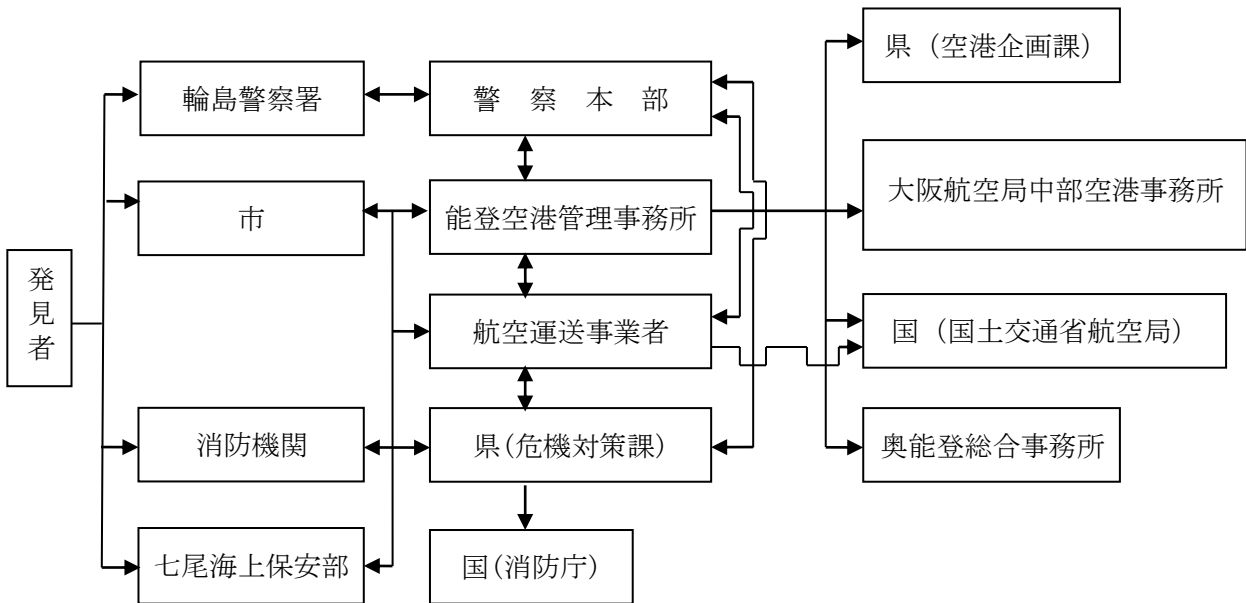 県（空港企画課）
輪島警察署
警察本部
大阪航空局中部空港事務所
市
能登空港管理事務所
発見者
航空運送事業者
国（国土交通省航空局）
消防機関
県(危機対策課)
奥能登総合事務所
七尾海上保安部
国(消防庁)